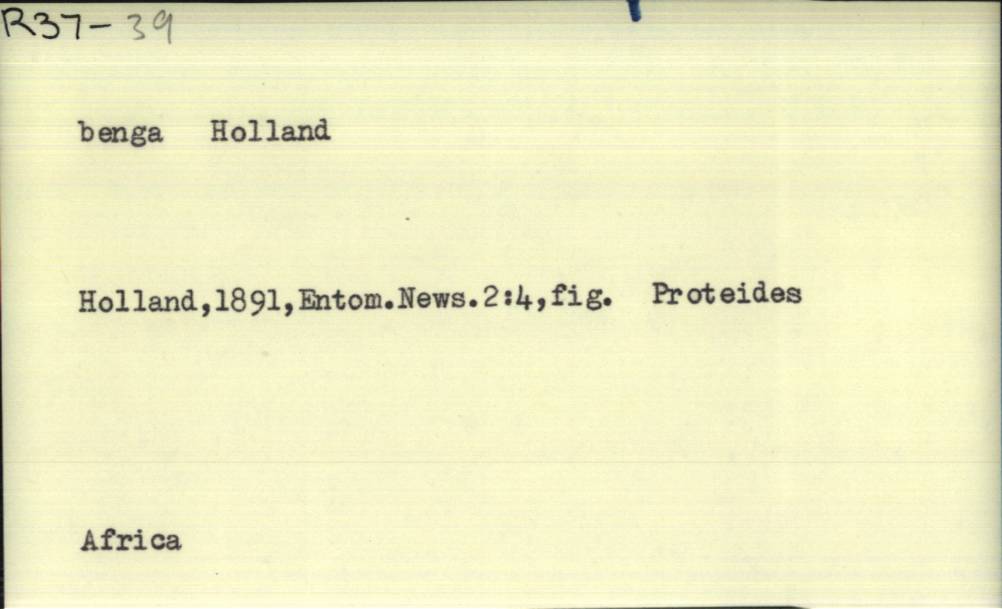 R37-39
benga Holland
Holland,1891,Entom.News.2:4,fig. Proteides
Africa